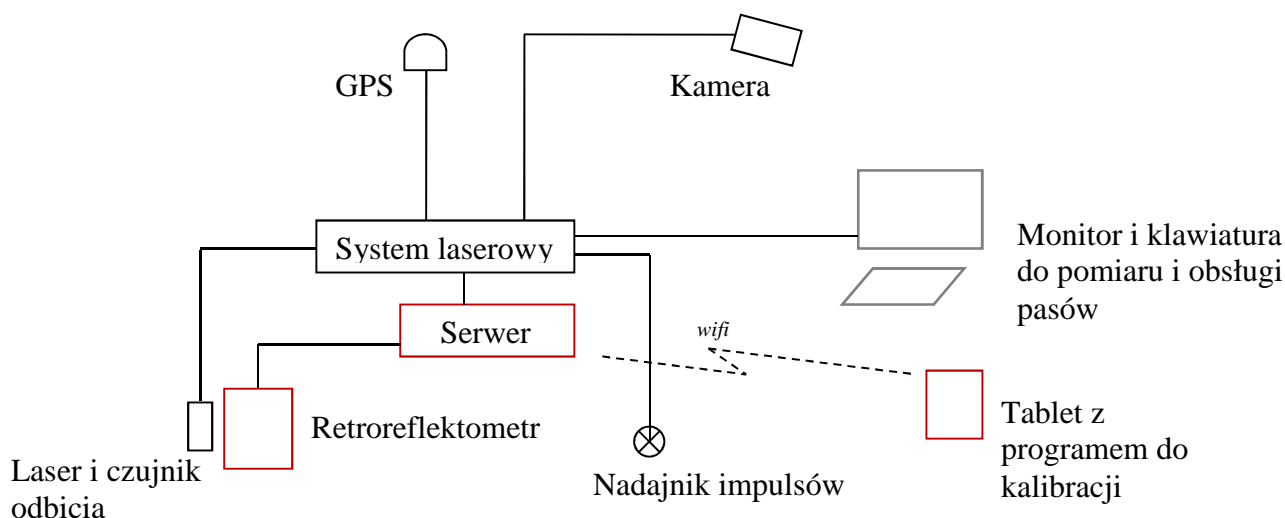 GPS
Kamera
System laserowy
Monitor i klawiatura
do pomiaru i obsługi
pasów
Serwer
wifi
Retroreflektometr
Tablet z
programem do
kalibracji
Laser i czujnik
odbicia
Nadajnik impulsów